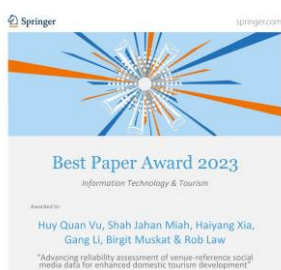 Springer
springer.com
Best Paper Award 2023
Information Technology & Tourism
Awarded to:
Huy Quan Vu, Shah Jahan Miah, Haiyang Xia,
Gang Li, Birgit Muskat & Rob Law
"Advancing reliability assessment of venue-reference social
media data for enhanced domestic tourism development"